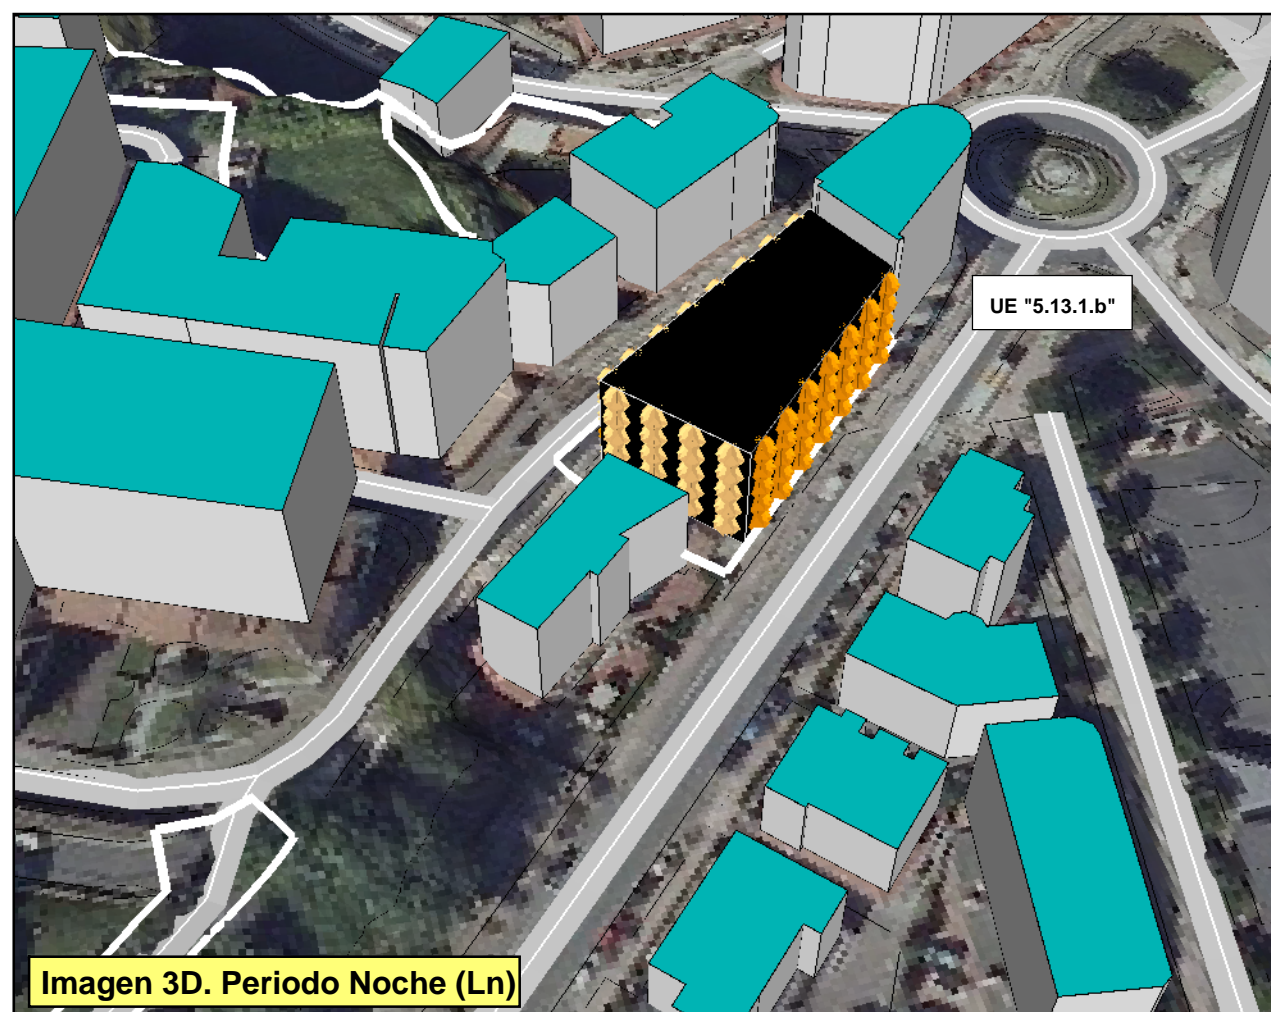 UE "5.13.1.b"
Imagen 3D. Periodo Noche (Ln)